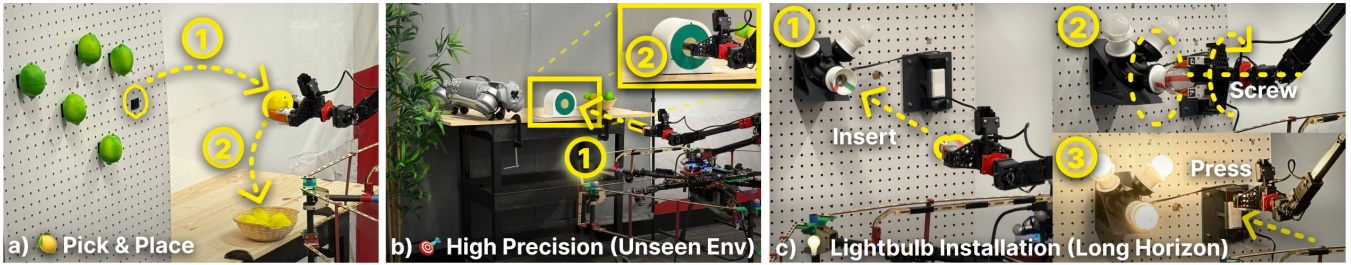 1
2
a) 🍋 Pick & Place
2
1
b) 🎯 High Precision (Unseen Env)
1
Insert
2
Screw
3
Press
c) 💡 Lightbulb Installation (Long Horizon)